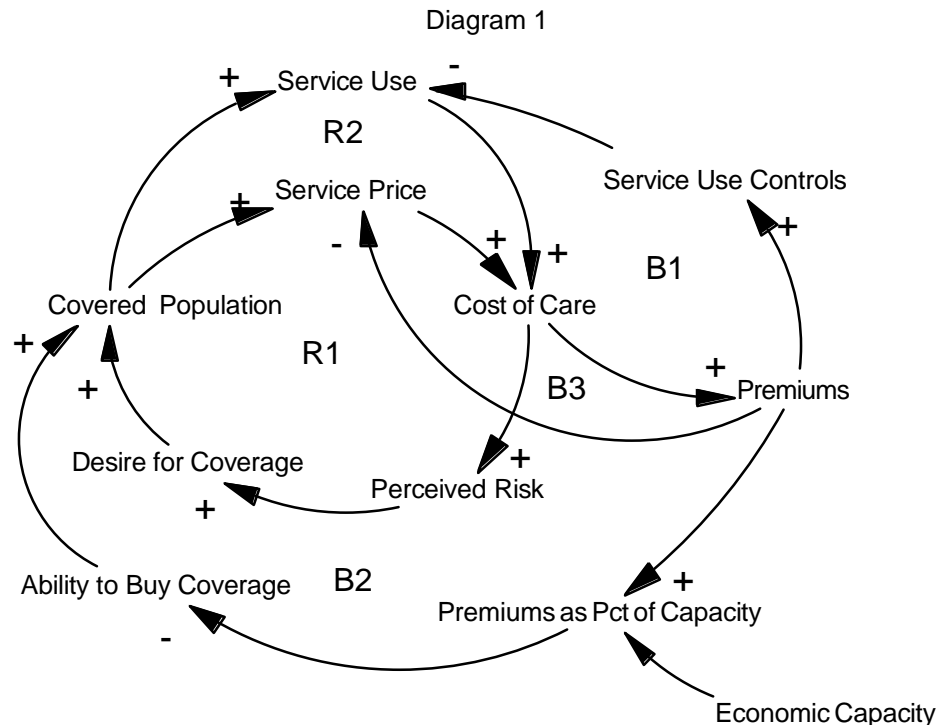 Diagram 1
-
+
Service Use
R2
Service Price
Service Use Controls
+
+
-
+
+
B1
Covered Population
Cost of Care
+
R1
+
B3
Premiums
+
Desire for Coverage
+
Perceived Risk
+
Ability to Buy Coverage
B2
+
Premiums as Pct of Capacity
-
Economic Capacity